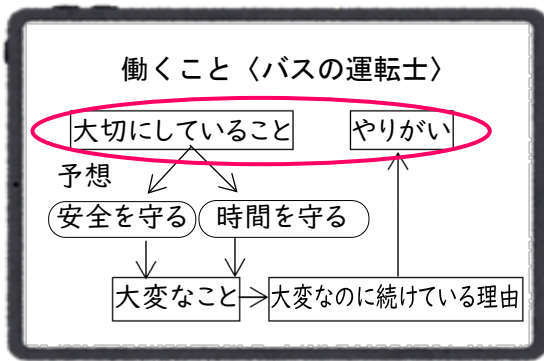 働くこと〈バスの運転士〉
大切にしていること やりがい
予想
安全を守る 時間を守る
大変なこと 大変なのに続けている理由